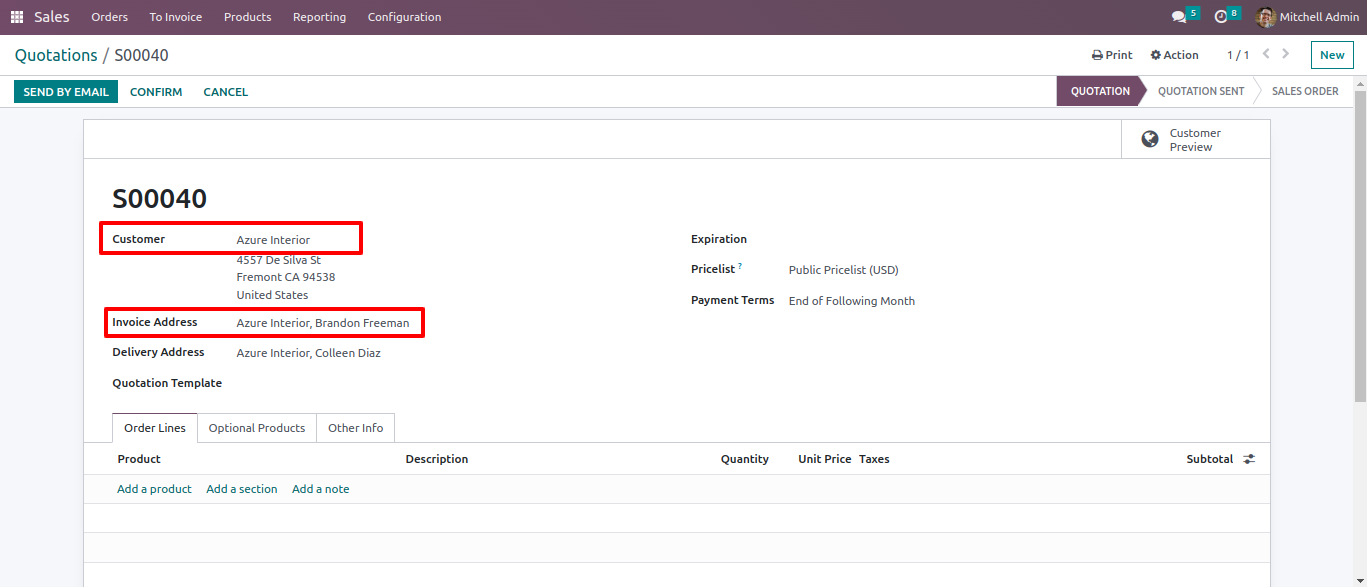 Sales Orders To Invoice Products Reporting Configuration 5 8 Mitchell Admin
Quotations / S00040 Print Action 1 / 1 New
SEND BY EMAIL CONFIRM CANCEL QUOTATION QUOTATION SENT SALES ORDER
Customer
Preview
S00040
Customer Azure Interior
4557 De Silva St
Fremont CA 94538
United States
Invoice Address Azure Interior, Brandon Freeman
Delivery Address Azure Interior, Colleen Diaz
Quotation Template
Expiration
Pricelist ? Public Pricelist (USD)
Payment Terms End of Following Month
Order Lines Optional Products Other Info
Product Description Quantity Unit Price Taxes Subtotal
Add a product Add a section Add a note